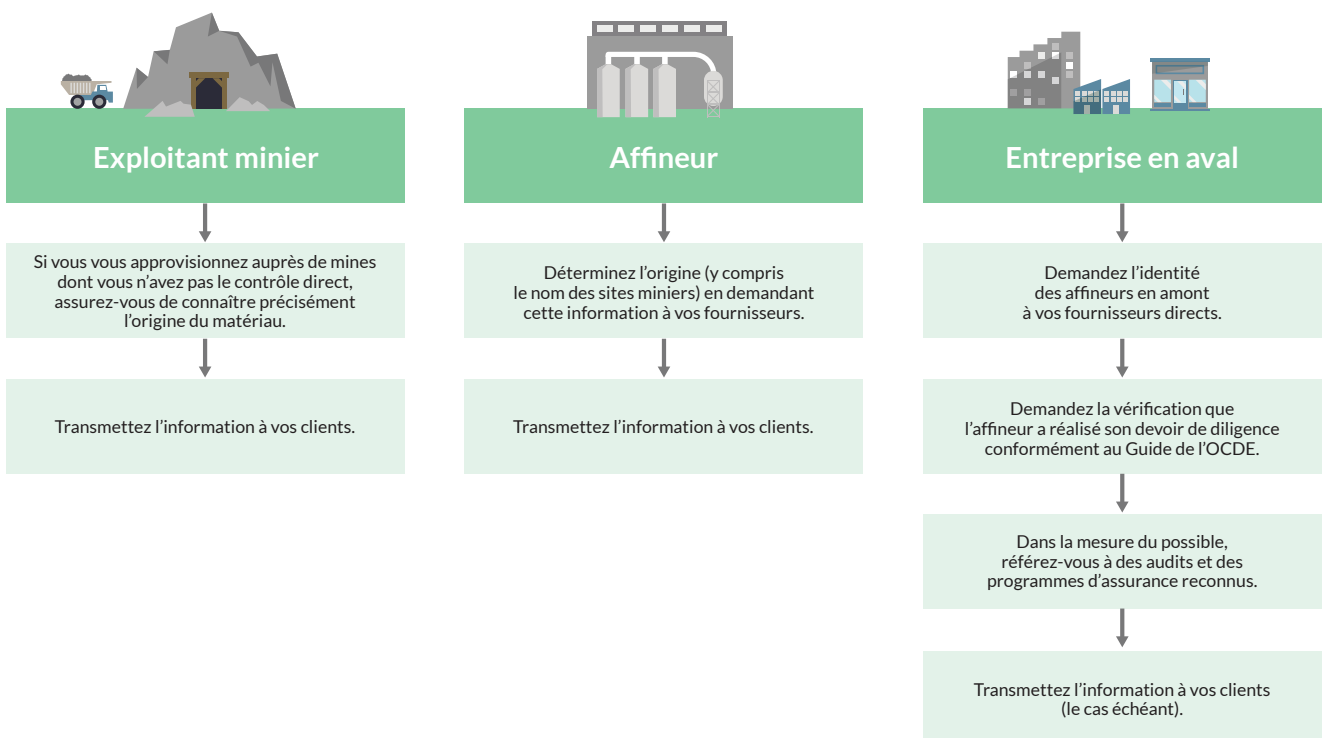 Exploitant minier
Si vous vous approvisionnez auprès de mines
dont vous n’avez pas le contrôle direct,
assurez-vous de connaître précisément
l’origine du matériau.
Transmettez l’information à vos clients.
Affineur
Déterminez l’origine (y compris
le nom des sites miniers) en demandant
cette information à vos fournisseurs.
Transmettez l’information à vos clients.
Entreprise en aval
Demandez l’identité
des affineurs en amont
à vos fournisseurs directs.
Demandez la vérification que
l’affineur a réalisé son devoir de diligence
conformément au Guide de l’OCDE.
Dans la mesure du possible,
référez-vous à des audits et des
programmes d’assurance reconnus.
Transmettez l’information à vos clients
(le cas échéant).